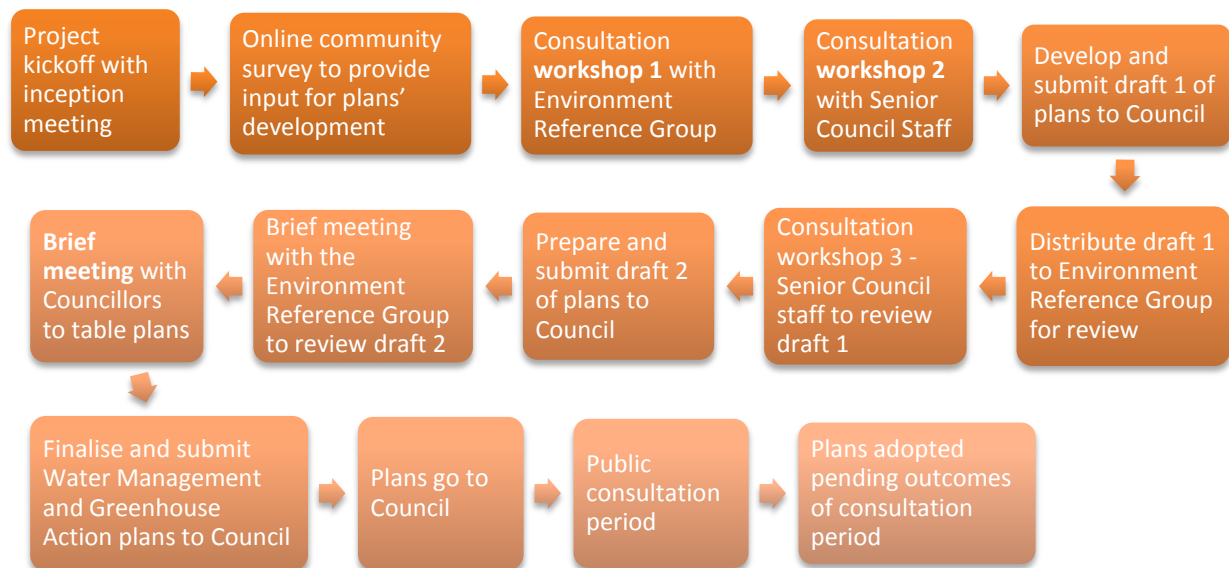 Project
kickoff with
inception
meeting
Online community
survey to provide
input for plans’
development
Consultation
workshop 1 with
Environment
Reference Group
Consultation
workshop 2
with Senior
Council Staff
Develop and
submit draft 1 of
plans to Council
Distribute draft 1
to Environment
Reference Group
for review
Consultation
workshop 3 -
Senior Council
staff to review
draft 1
Prepare and
submit draft 2
of plans to
Council
Brief meeting
with the
Environment
Reference Group
to review draft 2
Brief
meeting with
Councillors
to table plans
Finalise and submit
Water Management
and Greenhouse
Action plans to Council
Plans go to
Council
Public
consultation
period
Plans adopted
pending outcomes
of consultation
period